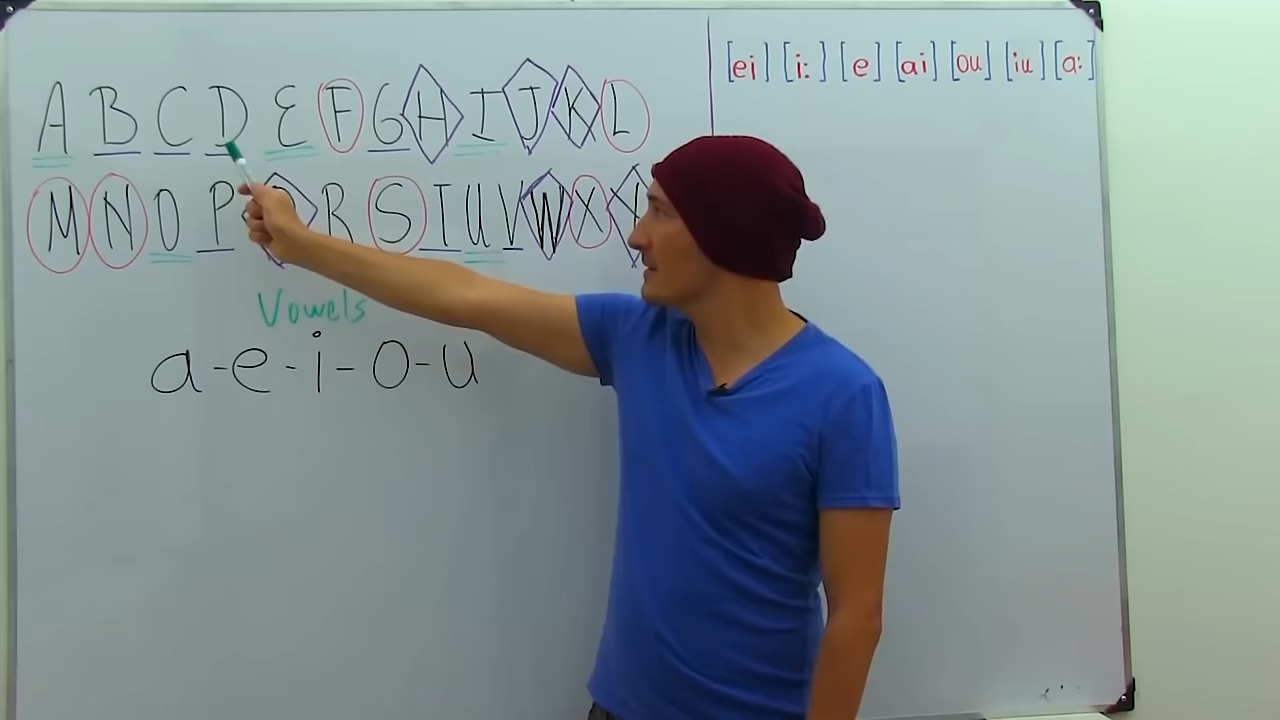 A B C D E F G H I J K L
M N O P Q R S T U V W X Y
Vowels
a-e-i-o-u
[ei] [i:] [e] [ai] [ou] [iu] [a:]